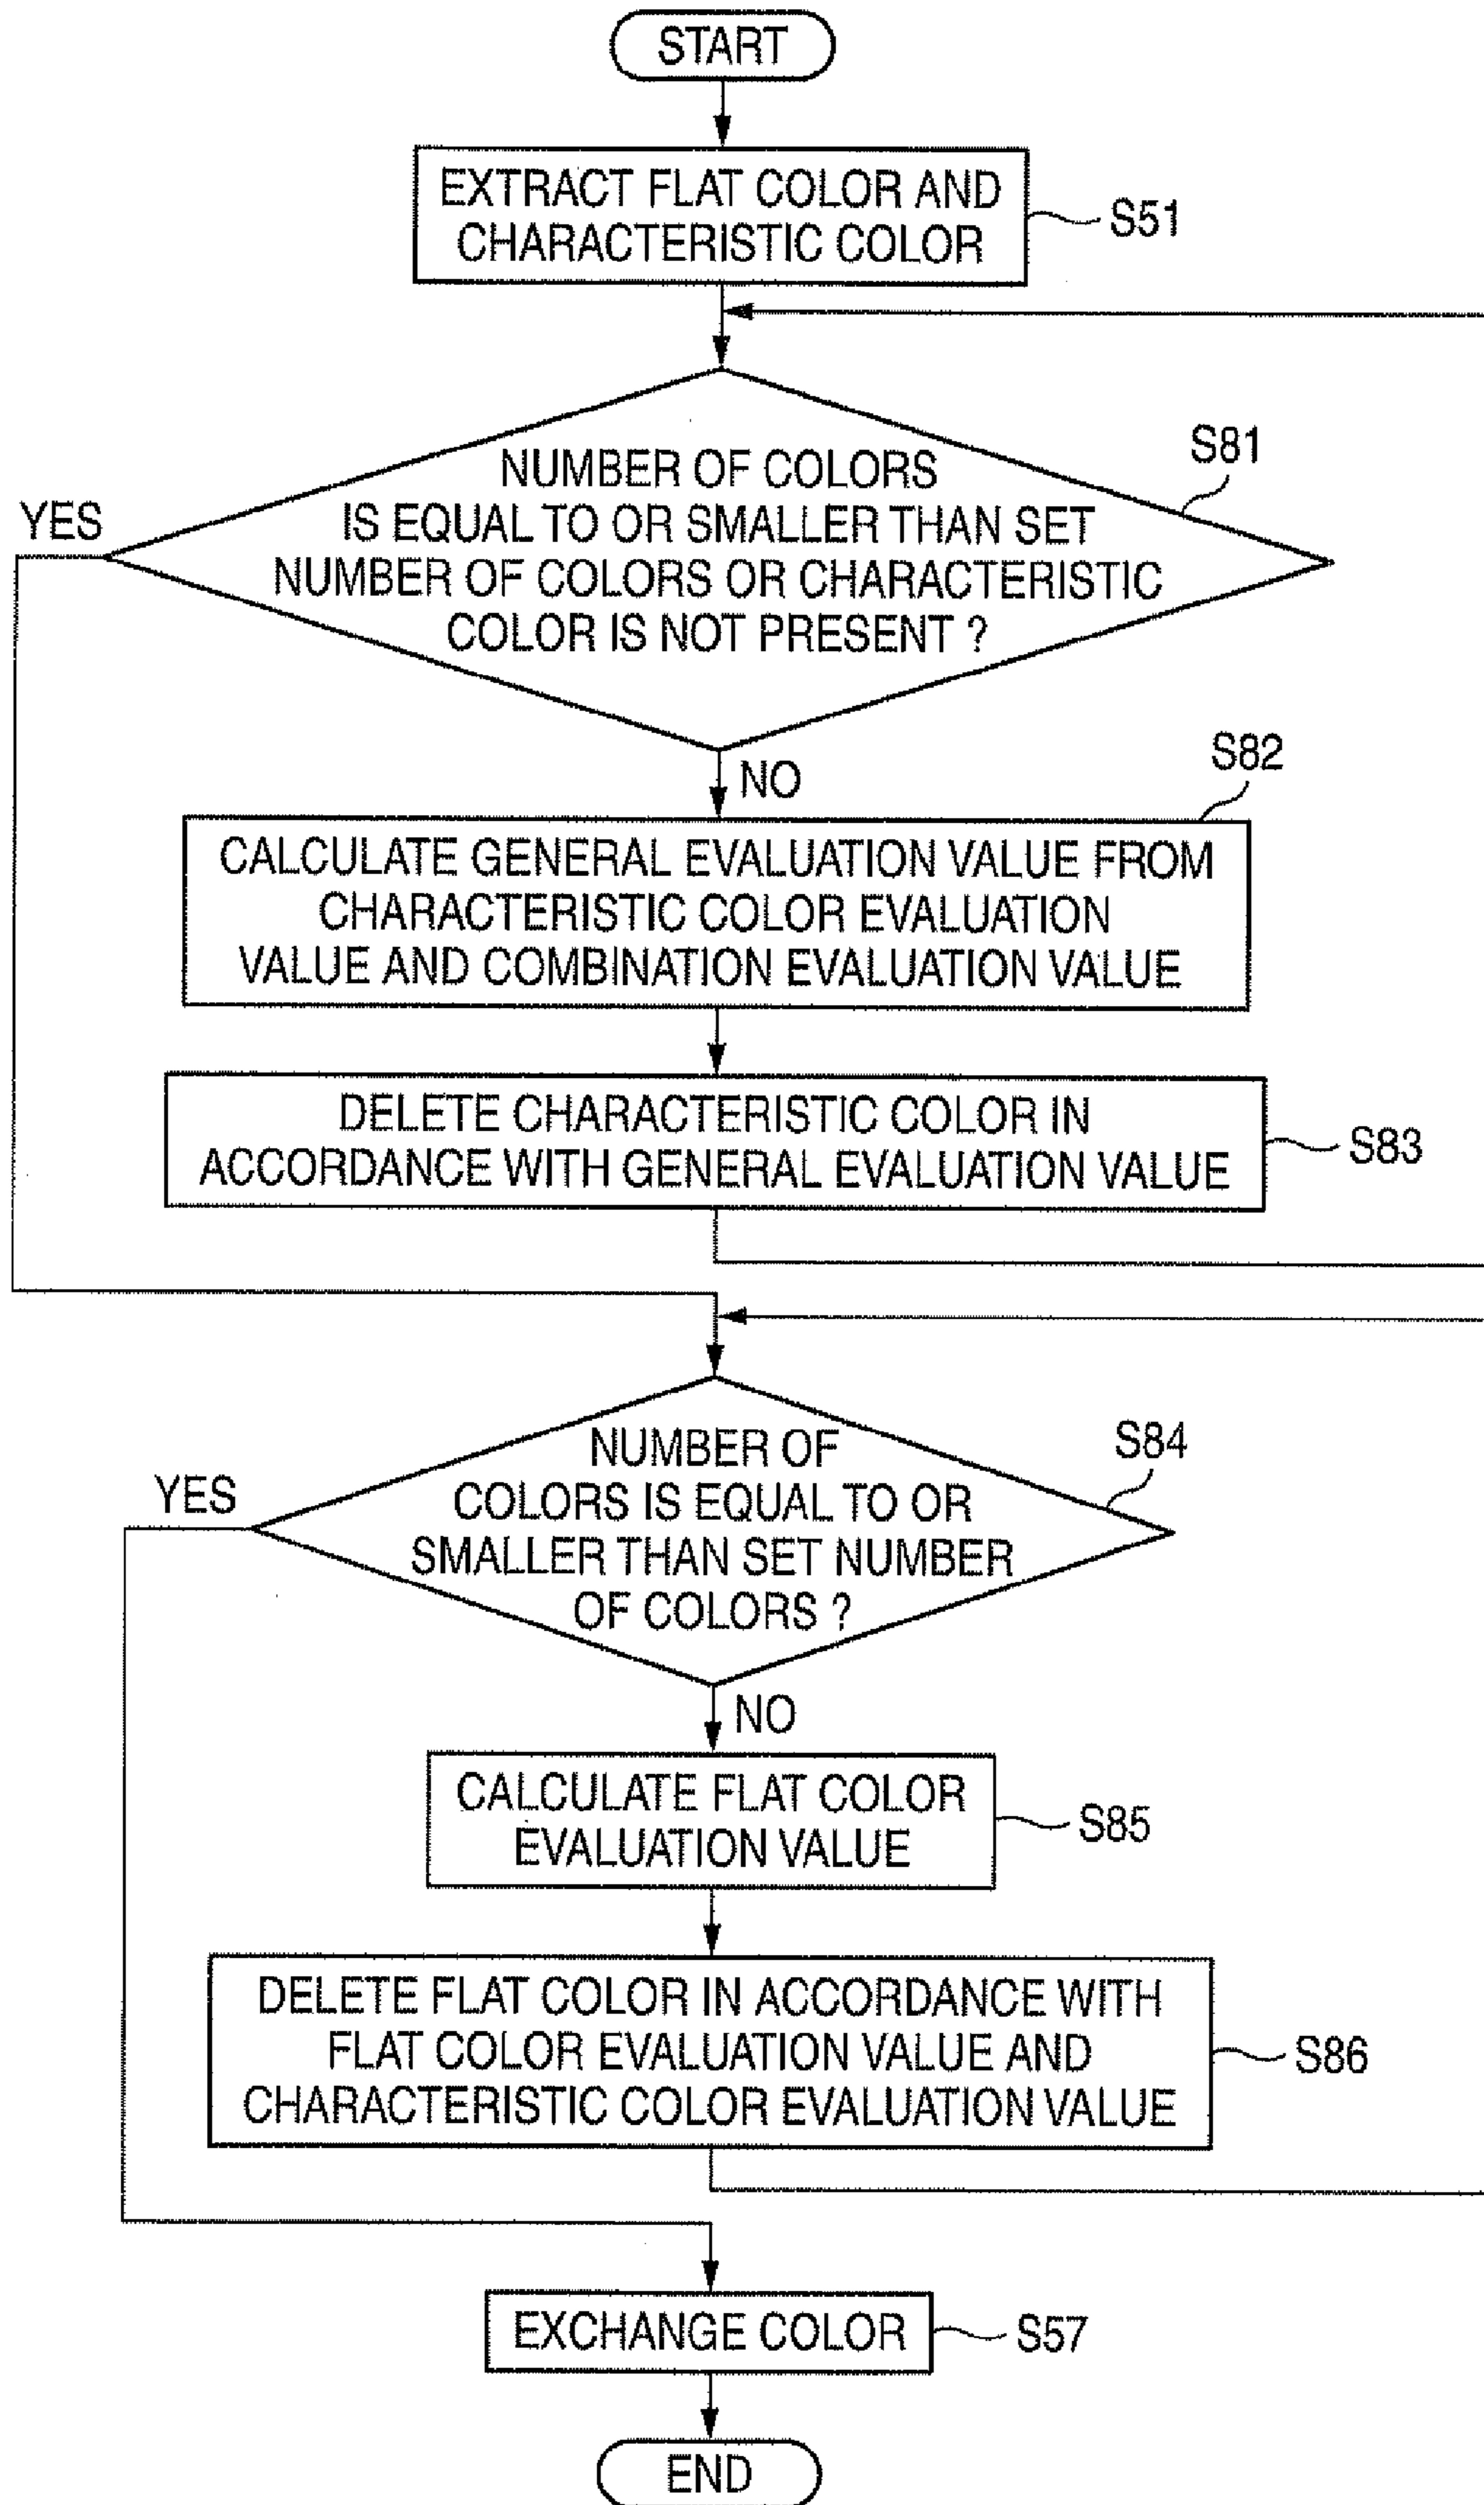 START
EXTRACT FLAT COLOR AND
CHARACTERISTIC COLOR
S51
S81
NUMBER OF COLORS
IS EQUAL TO OR SMALLER THAN SET
NUMBER OF COLORS OR CHARACTERISTIC
COLOR IS NOT PRESENT ?
YES
NO
S82
CALCULATE GENERAL EVALUATION VALUE FROM
CHARACTERISTIC COLOR EVALUATION
VALUE AND COMBINATION EVALUATION VALUE
DELETE CHARACTERISTIC COLOR IN
ACCORDANCE WITH GENERAL EVALUATION VALUE
S83
S84
NUMBER OF
COLORS IS EQUAL TO OR
SMALLER THAN SET NUMBER
OF COLORS ?
YES
NO
CALCULATE FLAT COLOR
EVALUATION VALUE
S85
DELETE FLAT COLOR IN ACCORDANCE WITH
FLAT COLOR EVALUATION VALUE AND
CHARACTERISTIC COLOR EVALUATION VALUE
S86
EXCHANGE COLOR
S57
END